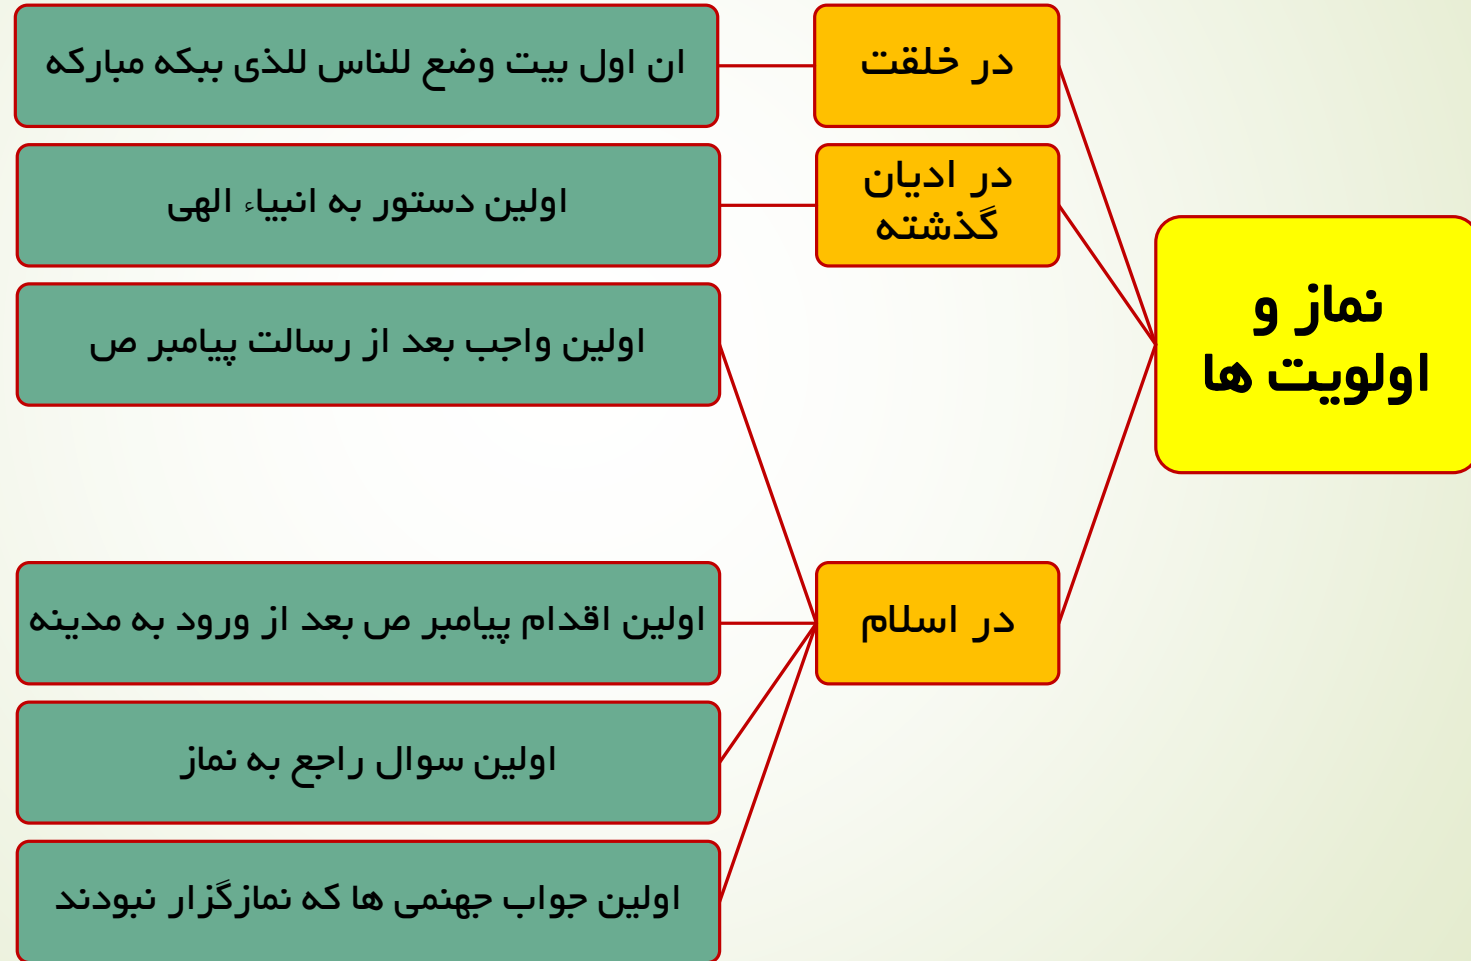 نماز و
اولویت ها
در خلقت
ان اول بیت وضع للناس للذی ببکه مبارکه
در ادیان
گذشته
اولین دستور به انبیاء الهی
در اسلام
اولین واجب بعد از رسالت پیامبر ص
اولین اقدام پیامبر ص بعد از ورود به مدینه
اولین سوال راجع به نماز
اولین جواب جهنمی ها که نمازگزار نبودند